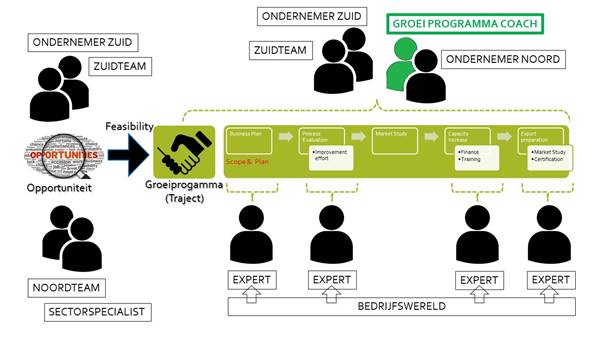 ONDERNEMER ZUID
ZUIDTEAM
ONDERNEMER ZUID
ZUIDTEAM
GROEI PROGRAMMA COACH
ONDERNEMER NOORD
Feasibility
OPPORTUNITIES
Opportuniteit
Groeiprogamma
(Traject)
Business Plan
Scope & Plan
Process
Evaluation
•Improvement
effort
Market Study
Capacity
Increase
•Finance
•Training
Export
preparation
•Market Study
•Certification
NOORDTEAM
SECTORSPECIALIST
EXPERT
EXPERT
EXPERT
EXPERT
BEDRIJFSWERELD